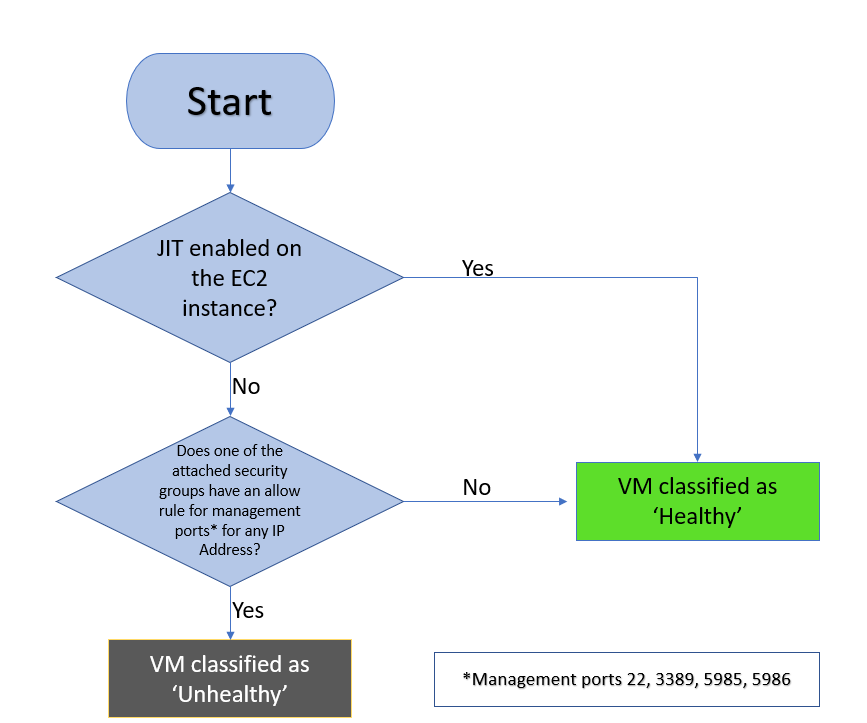 Start
JIT enabled on
the EC2
instance?
Yes
No
Does one of the
attached security
groups have an allow
rule for management
ports* for any IP
Address?
No
VM classified as
‘Healthy’
Yes
VM classified as
‘Unhealthy’
*Management ports 22, 3389, 5985, 5986